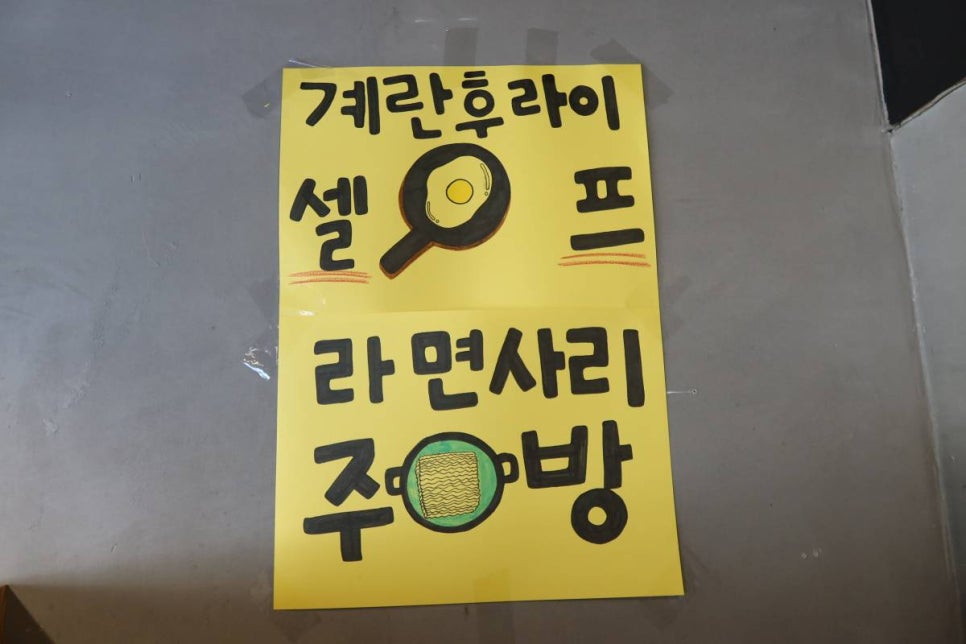 계란후라이
셀 프
라면사리
주 방